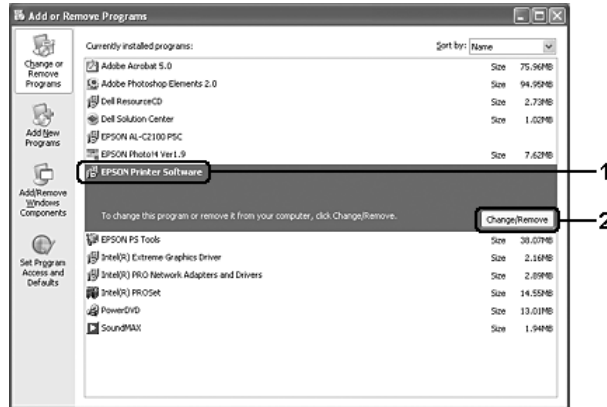 Add or Remove Programs
Change or
Remove
Programs
Add New
Programs
Add/Remove
Windows
Components
Set Program
Access and
Defaults
Currently installed programs:
Sort by: Name
Adobe Acrobat 5.0 Size 75.96MB
Adobe Photoshop Elements 2.0 Size 94.95MB
Dell ResourceCD Size 2.73MB
Dell Solution Center Size 1.02MB
EPSON AL-C2100 PSC
EPSON Photo!4 Ver1.9 Size 7.62MB
EPSON Printer Software 1
To change this program or remove it from your computer, click Change/Remove. Change/Remove 2
EPSON PS Tools Size 38.07MB
Intel(R) Extreme Graphics Driver Size 2.16MB
Intel(R) PRO Network Adapters and Drivers Size 2.89MB
Intel(R) PROSet Size 14.55MB
PowerDVD Size 13.01MB
SoundMAX Size 1.94MB